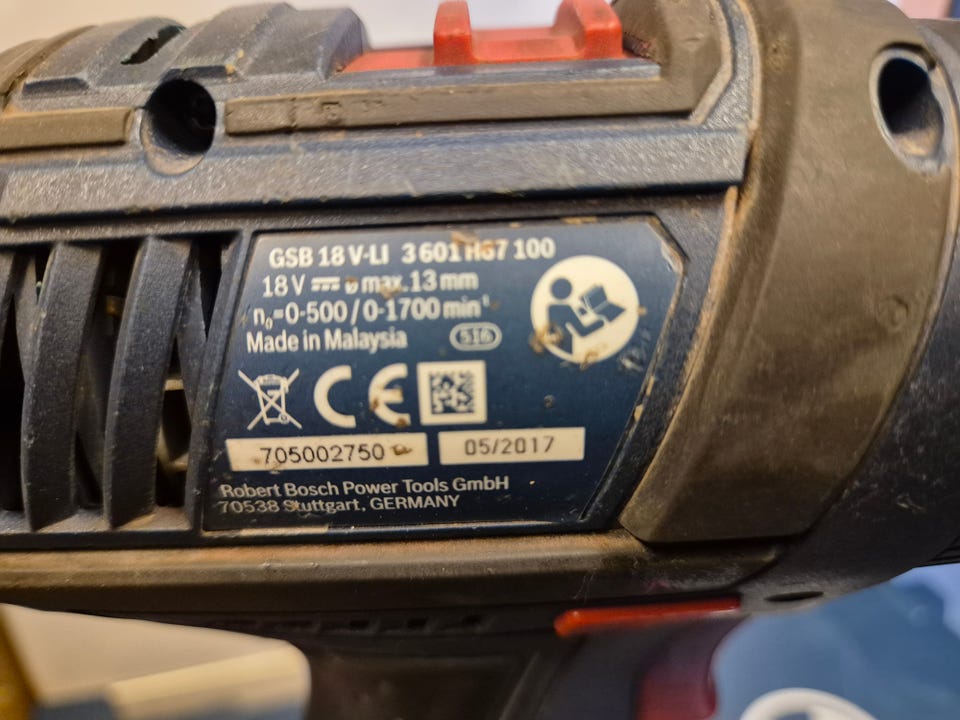 GSB 18 V-LI 3 601 H67 100
18 V ⎓ ø max. 13 mm
n₀=0-500 / 0-1700 min⁻¹
Made in Malaysia 516
CE
705002750
05/2017
Robert Bosch Power Tools GmbH
70538 Stuttgart, GERMANY